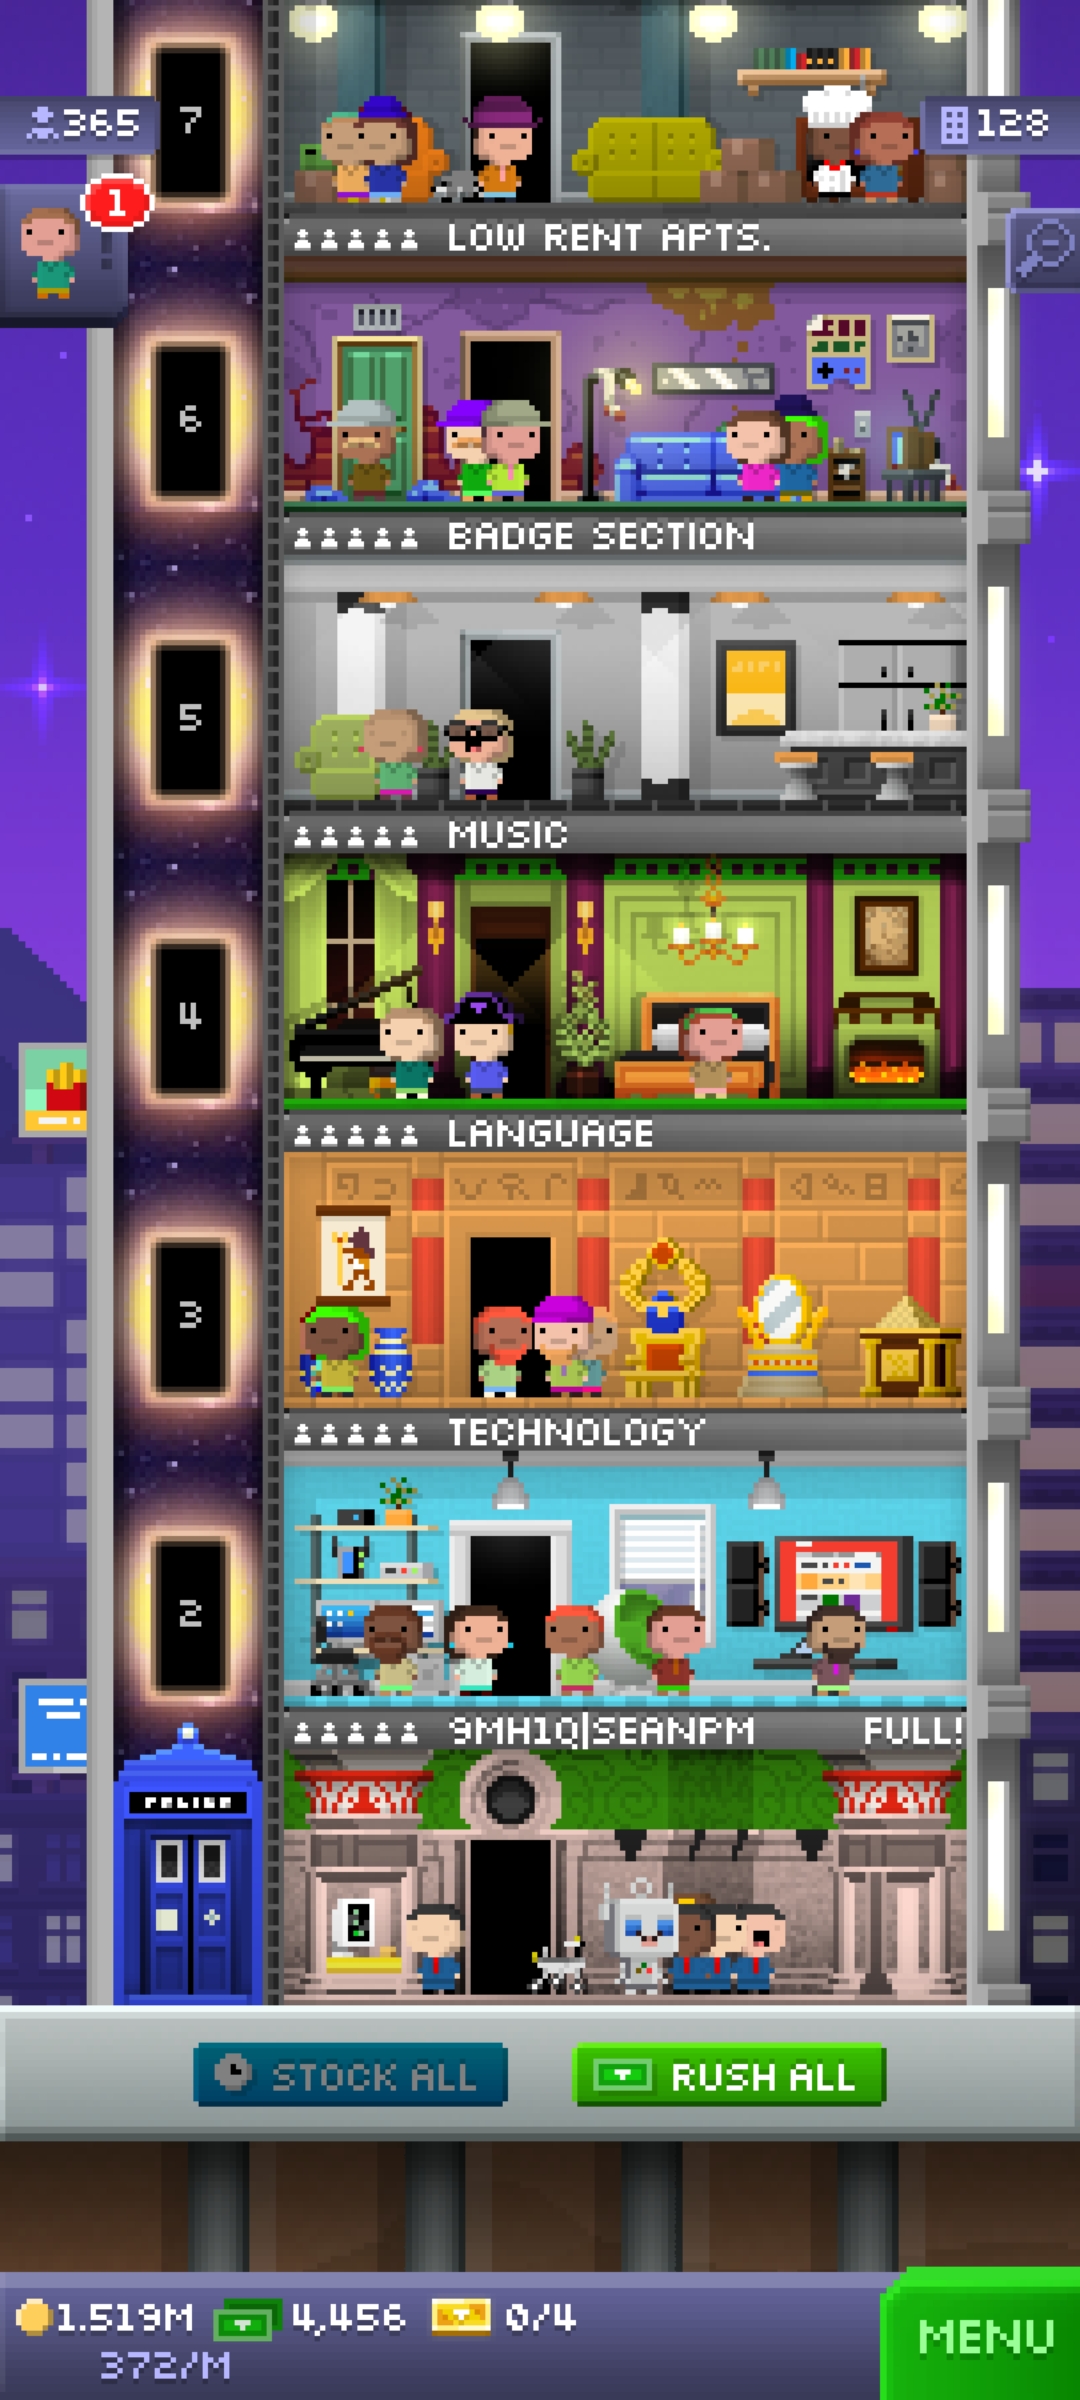 7
365
128
1
LOW RENT APTS.
6
BADGE SECTION
5
MUSIC
4
LANGUAGE
3
TECHNOLOGY
2
9MH1Q|SEANPM FULL!
POLICE
STOCK ALL
RUSH ALL
1.519M 4,456 0/4
372/M
MENU